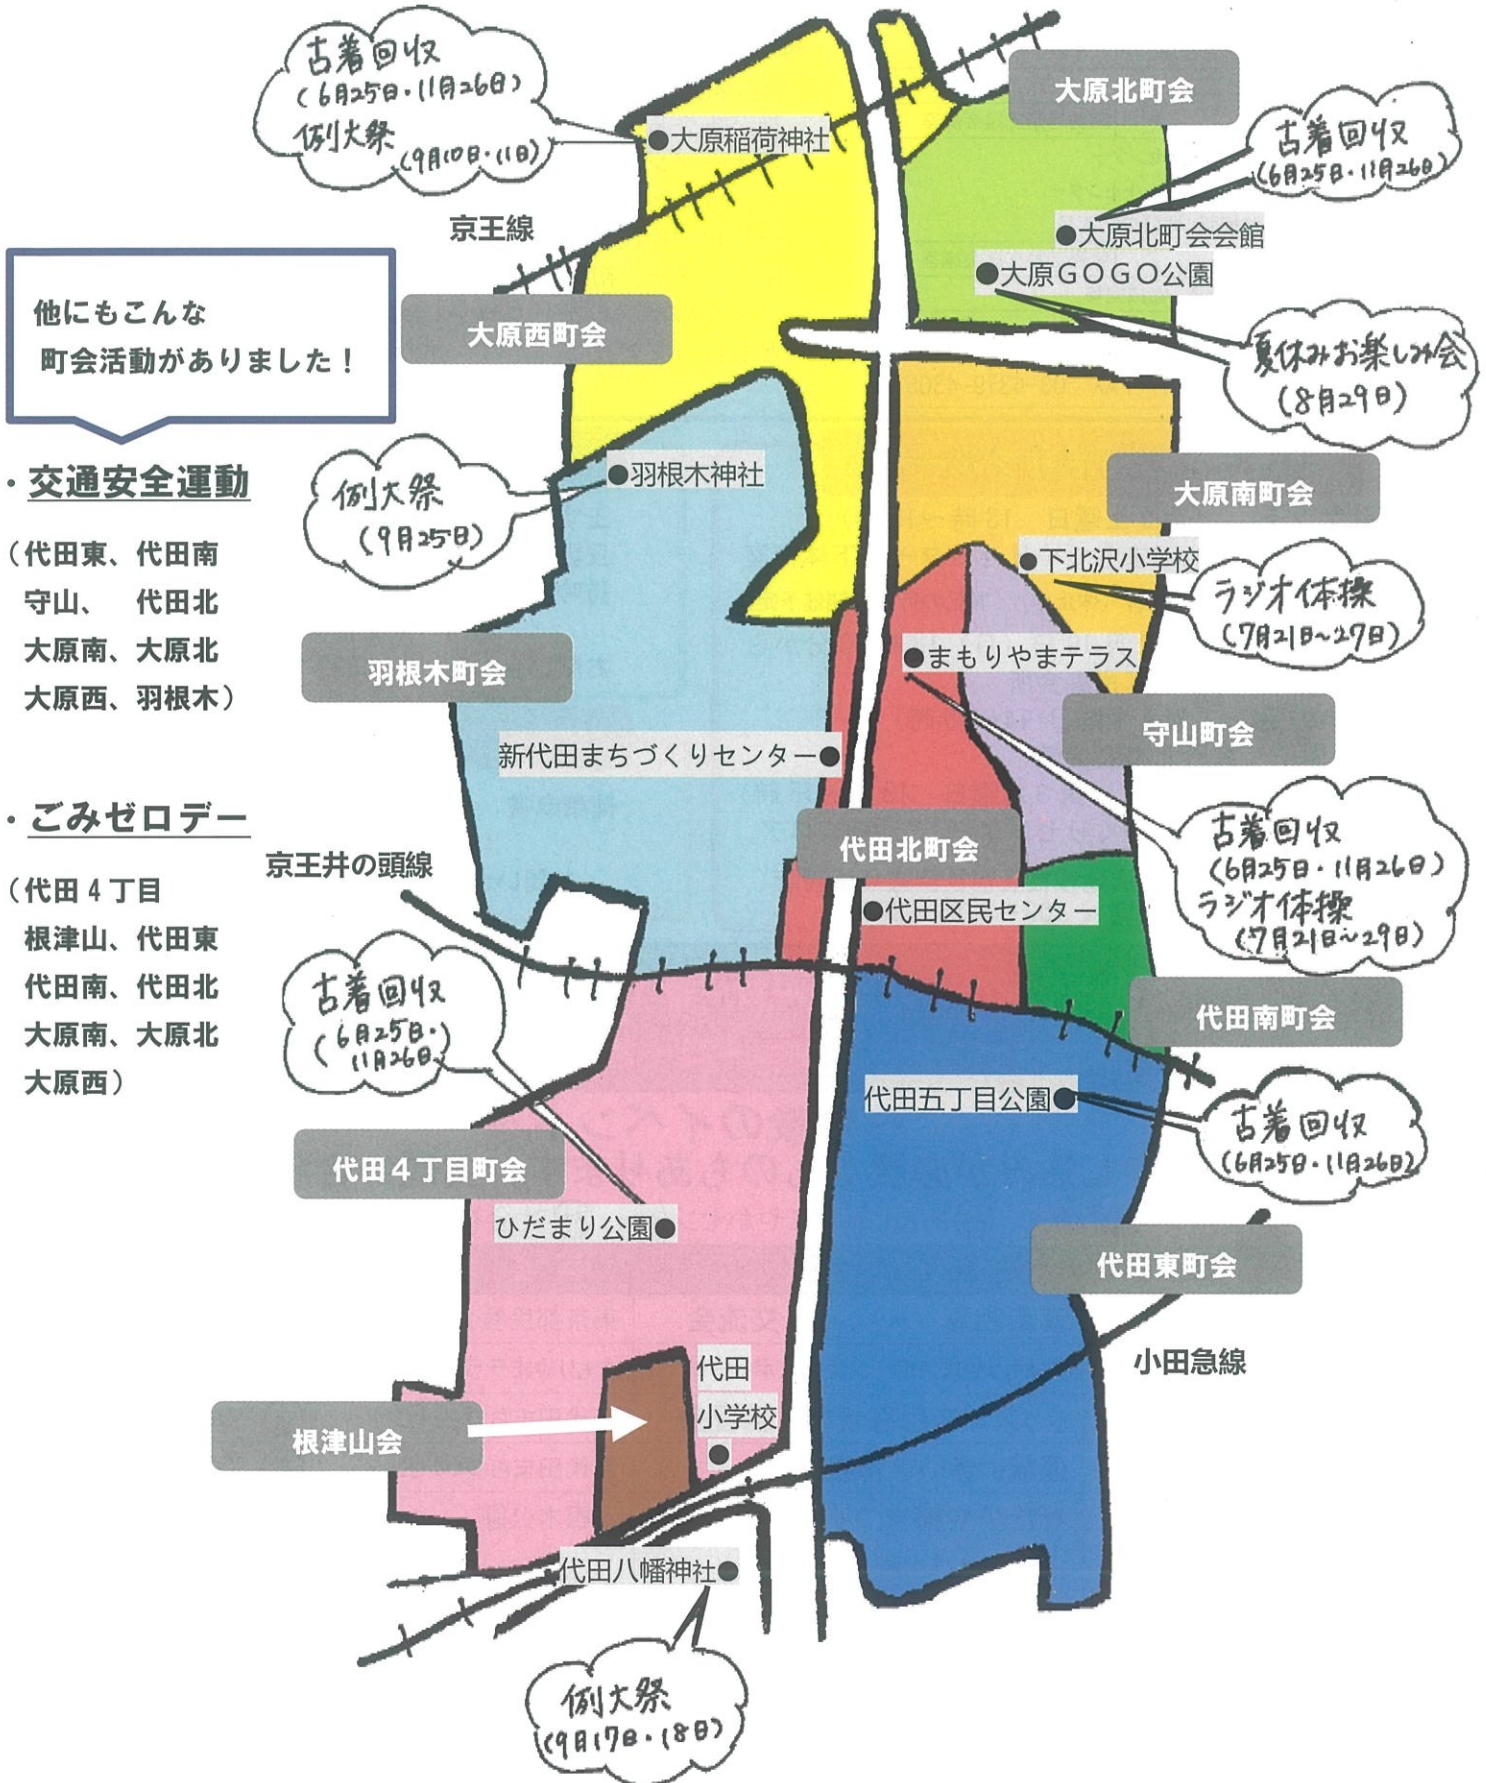 古着回収
(6月25日・11月26日)
例大祭
(9月10日・11日)
大原北町会
●大原稲荷神社
古着回収
(6月25日・11月26日)
京王線
●大原北町会会館
●大原GOGO公園
大原西町会
夏休みお楽しみ会
(8月29日)
他にもこんな
町会活動がありました！
・交通安全運動
（代田東、代田南
守山、 代田北
大原南、大原北
大原西、羽根木）
・ごみゼロデー
（代田４丁目
根津山、代田東
代田南、代田北
大原南、大原北
大原西）
●羽根木神社
例大祭
(9月25日)
大原南町会
●下北沢小学校
ラジオ体操
(7月21日～27日)
羽根木町会
●まもりやまテラス
守山町会
新代田まちづくりセンター●
古着回収
(6月25日・11月26日)
ラジオ体操
(7月21日～29日)
代田北町会
京王井の頭線
●代田区民センター
古着回収
(6月25日・
11月26日)
代田南町会
代田五丁目公園●
古着回収
(6月25日・11月26日)
代田４丁目町会
ひだまり公園●
代田東町会
小田急線
代田
小学校
●
根津山会
代田八幡神社●
例大祭
(9月17日・18日)